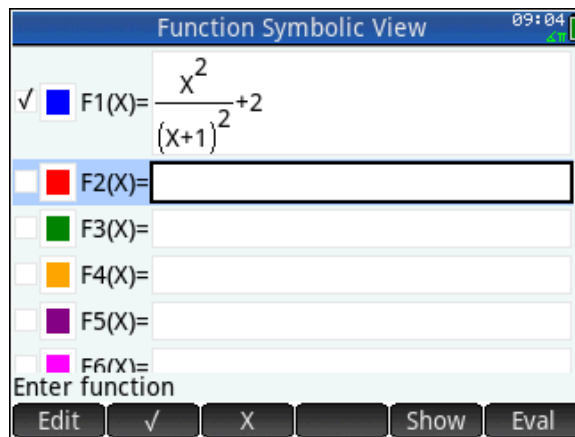 Function Symbolic View 09:04
∡π
√ F1(X)= X²/(X+1)² +2
F2(X)=
F3(X)=
F4(X)=
F5(X)=
F6(X)=
Enter function
Edit √ X Show Eval